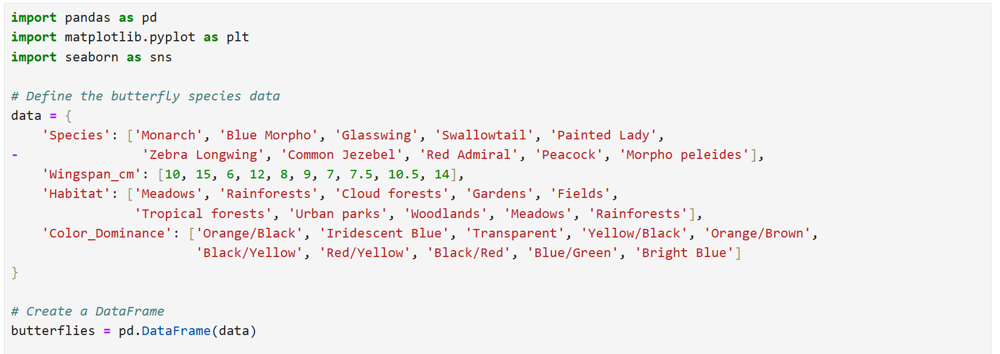 import pandas as pd
import matplotlib.pyplot as plt
import seaborn as sns

# Define the butterfly species data
data = {
    'Species': ['Monarch', 'Blue Morpho', 'Glasswing', 'Swallowtail', 'Painted Lady',
-                'Zebra Longwing', 'Common Jezebel', 'Red Admiral', 'Peacock', 'Morpho peleides'],
    'Wingspan_cm': [10, 15, 6, 12, 8, 9, 7, 7.5, 10.5, 14],
    'Habitat': ['Meadows', 'Rainforests', 'Cloud forests', 'Gardens', 'Fields',
                'Tropical forests', 'Urban parks', 'Woodlands', 'Meadows', 'Rainforests'],
    'Color_Dominance': ['Orange/Black', 'Iridescent Blue', 'Transparent', 'Yellow/Black', 'Orange/Brown',
                        'Black/Yellow', 'Red/Yellow', 'Black/Red', 'Blue/Green', 'Bright Blue']
}

# Create a DataFrame
butterflies = pd.DataFrame(data)